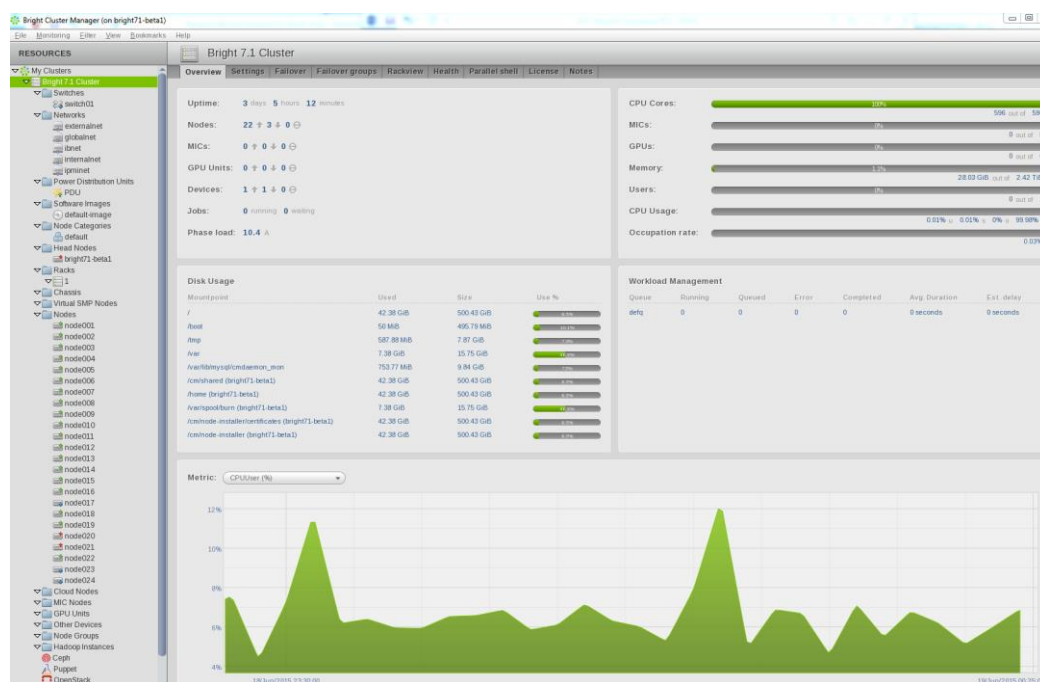 Bright Cluster Manager (on bright71-beta1)
File Monitoring Filter View Bookmarks Help
RESOURCES
My Clusters
Bright 7.1 Cluster
Switches
switch01
Networks
externalnet
globalnet
ibnet
internalnet
ipminet
Power Distribution Units
PDU
Software Images
default-image
Node Categories
default
Head Nodes
bright71-beta1
Racks
1
Chassis
Virtual SMP Nodes
Nodes
node001
node002
node003
node004
node005
node006
node007
node008
node009
node010
node011
node012
node013
node014
node015
node016
node017
node018
node019
node020
node021
node022
node023
node024
Cloud Nodes
MIC Nodes
GPU Units
Other Devices
Node Groups
Hadoop Instances
Ceph
Puppet
OpenStack
Bright 7.1 Cluster
Overview Settings Failover Failover groups Rackview Health Parallel shell License Notes
Uptime: 3 days 5 hours 12 minutes
Nodes: 22 3 0
MICs: 0 0 0
GPU Units: 0 0 0
Devices: 1 1 0
Jobs: 0 running 0 waiting
Phase load: 10.4 A
CPU Cores: 100%
596 out of
MICs: 0%
0 out of
GPUs: 0%
0 out of
Memory: 1.1%
28.03 GiB out of 2.42
Users: 0%
0 out of
CPU Usage:
0.01% 0.01% 0% 99.98%
Occupation rate:
0.03%
Disk Usage
Mountpoint Used Size Use %
/ 42.38 GiB 500.43 GiB
/boot 50 MiB 495.79 MiB
/tmp 587.88 MiB 7.87 GiB
/var 7.38 GiB 15.75 GiB
/var/lib/mysql/cmdaemon_mon 753.77 MiB 9.84 GiB
/cm/shared (bright71-beta1) 42.38 GiB 500.43 GiB
/home (bright71-beta1) 42.38 GiB 500.43 GiB
/var/spool/burn (bright71-beta1) 7.38 GiB 15.75 GiB
/cm/node-installer/certificates (bright71-beta1) 42.38 GiB 500.43 GiB
/cm/node-installer (bright71-beta1) 42.38 GiB 500.43 GiB
Workload Management
Queue Running Queued Error Completed Avg. Duration Est. delay
defq 0 0 0 0 0 seconds 0 seconds
Metric: CPUUser (%)
12%
10%
8%
6%
4%